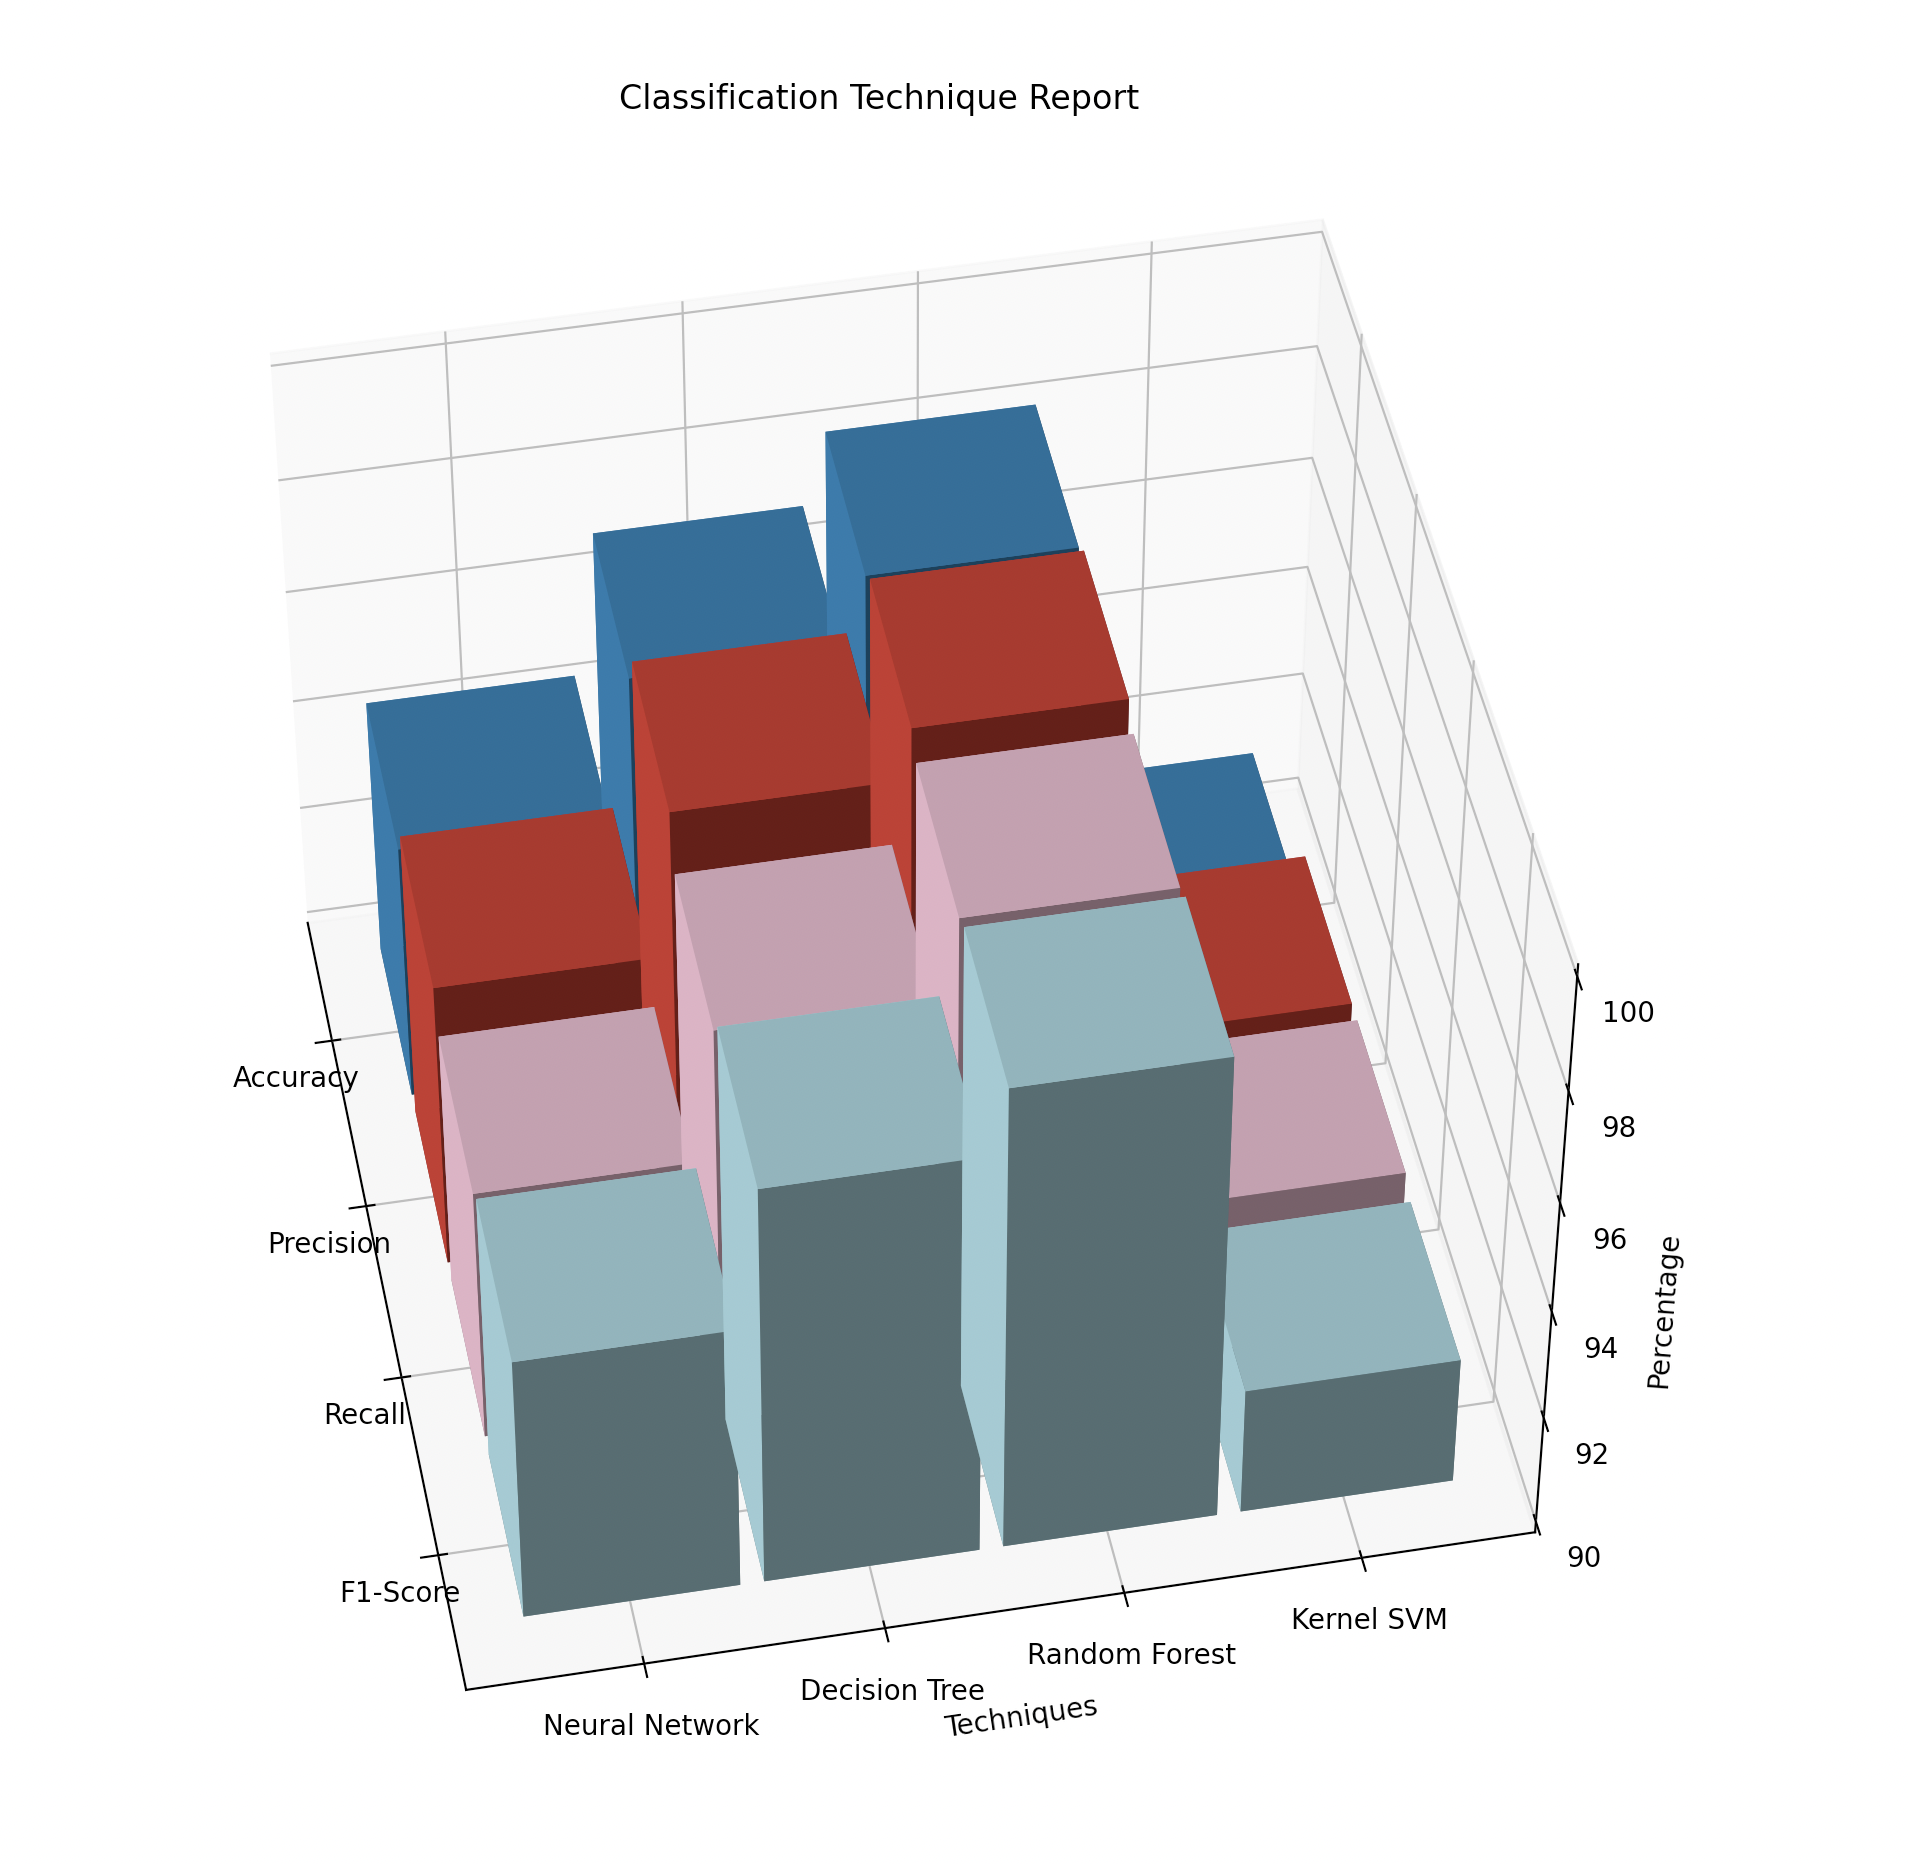 Classification Technique Report
Accuracy
Precision
Recall
F1-Score
Neural Network
Decision Tree
Random Forest
Kernel SVM
Techniques
100
98
96
94
92
90
Percentage